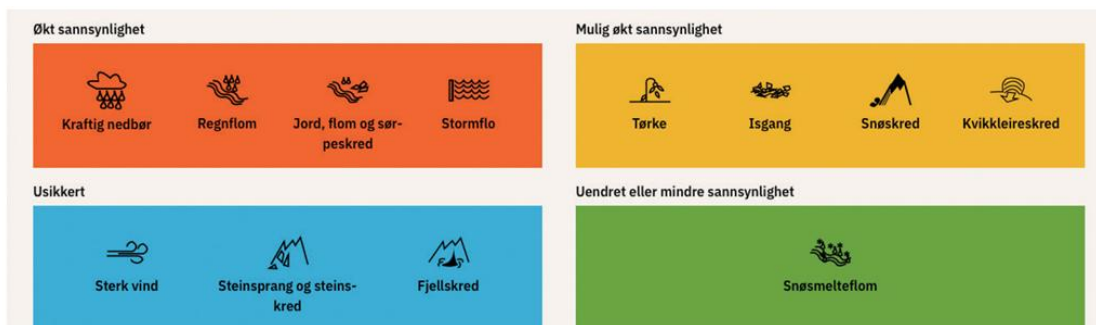 Økt sannsynlighet
Kraftig nedbør
Regnflom
Jord, flom og sør-
peskred
Stormflo
Mulig økt sannsynlighet
Tørke
Isgang
Snøskred
Kvikkleireskred
Usikkert
Sterk vind
Steinsprang og steins-
kred
Fjellskred
Uendret eller mindre sannsynlighet
Snøsmelteflom